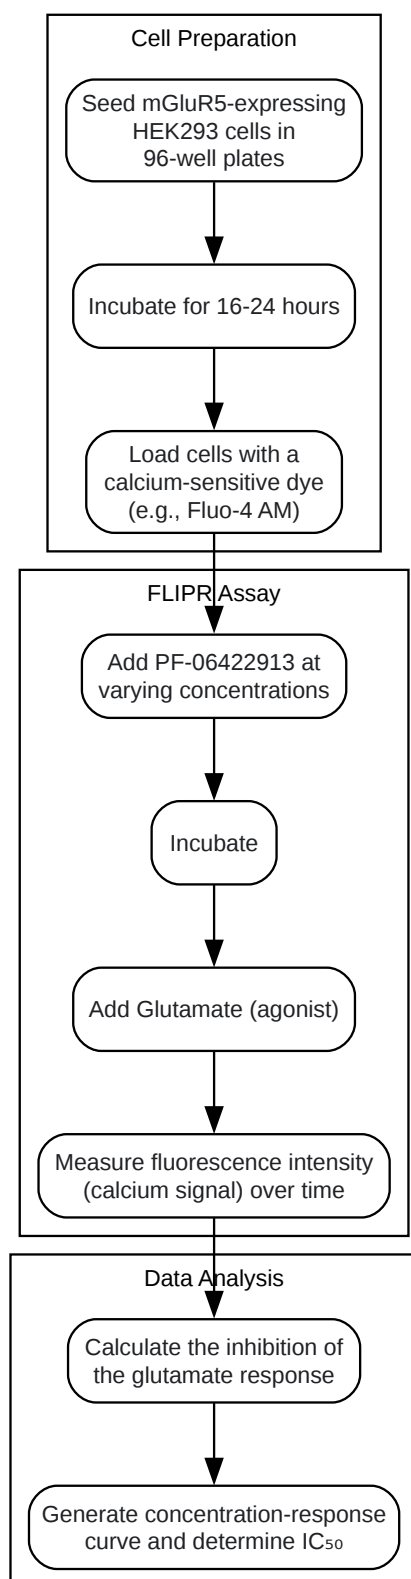 Cell Preparation
Seed mGluR5-expressing
HEK293 cells in
96-well plates
Incubate for 16-24 hours
Load cells with a
calcium-sensitive dye
(e.g., Fluo-4 AM)
FLIPR Assay
Add PF-06422913 at
varying concentrations
Incubate
Add Glutamate (agonist)
Measure fluorescence intensity
(calcium signal) over time
Data Analysis
Calculate the inhibition of
the glutamate response
Generate concentration-response
curve and determine IC₅₀